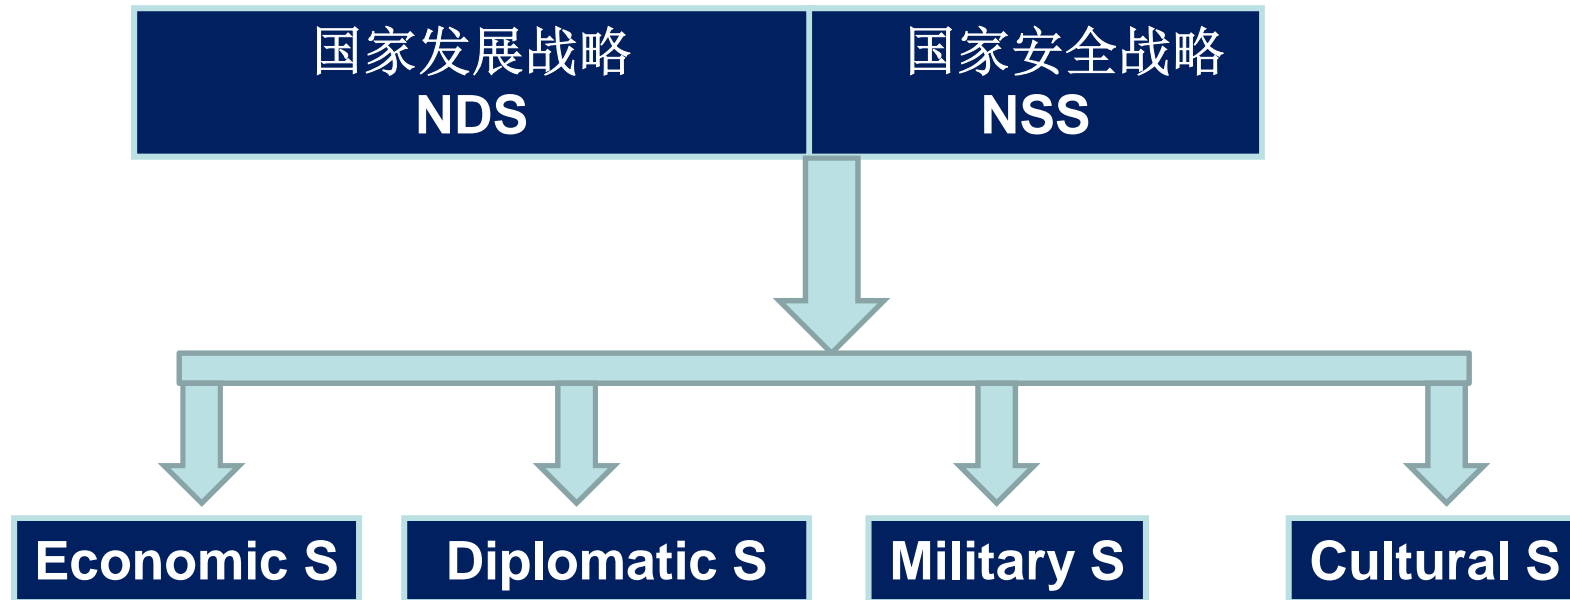 国家发展战略
NDS
国家安全战略
NSS
Economic S
Diplomatic S
Military S
Cultural S